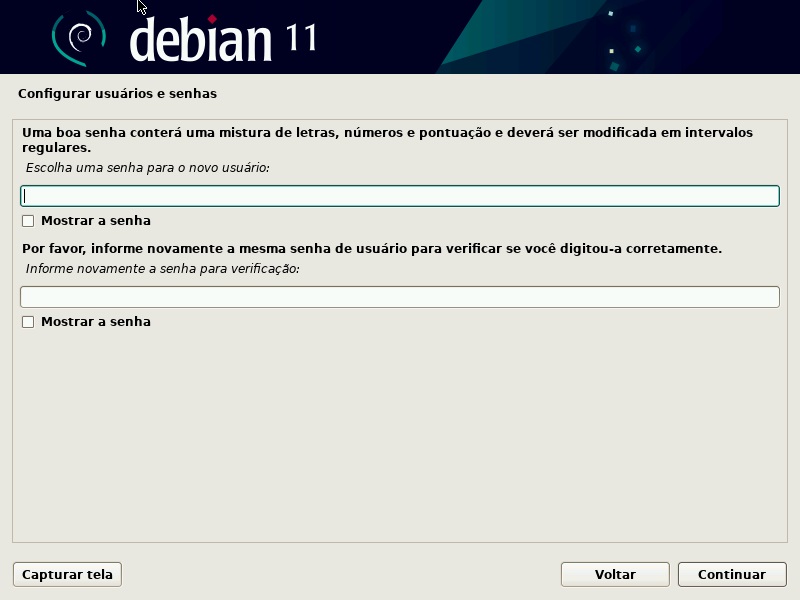 debian 11
Configurar usuários e senhas
Uma boa senha conterá uma mistura de letras, números e pontuação e deverá ser modificada em intervalos
regulares.
Escolha uma senha para o novo usuário:
Mostrar a senha
Por favor, informe novamente a mesma senha de usuário para verificar se você digitou-a corretamente.
Informe novamente a senha para verificação:
Mostrar a senha
Capturar tela
Voltar
Continuar